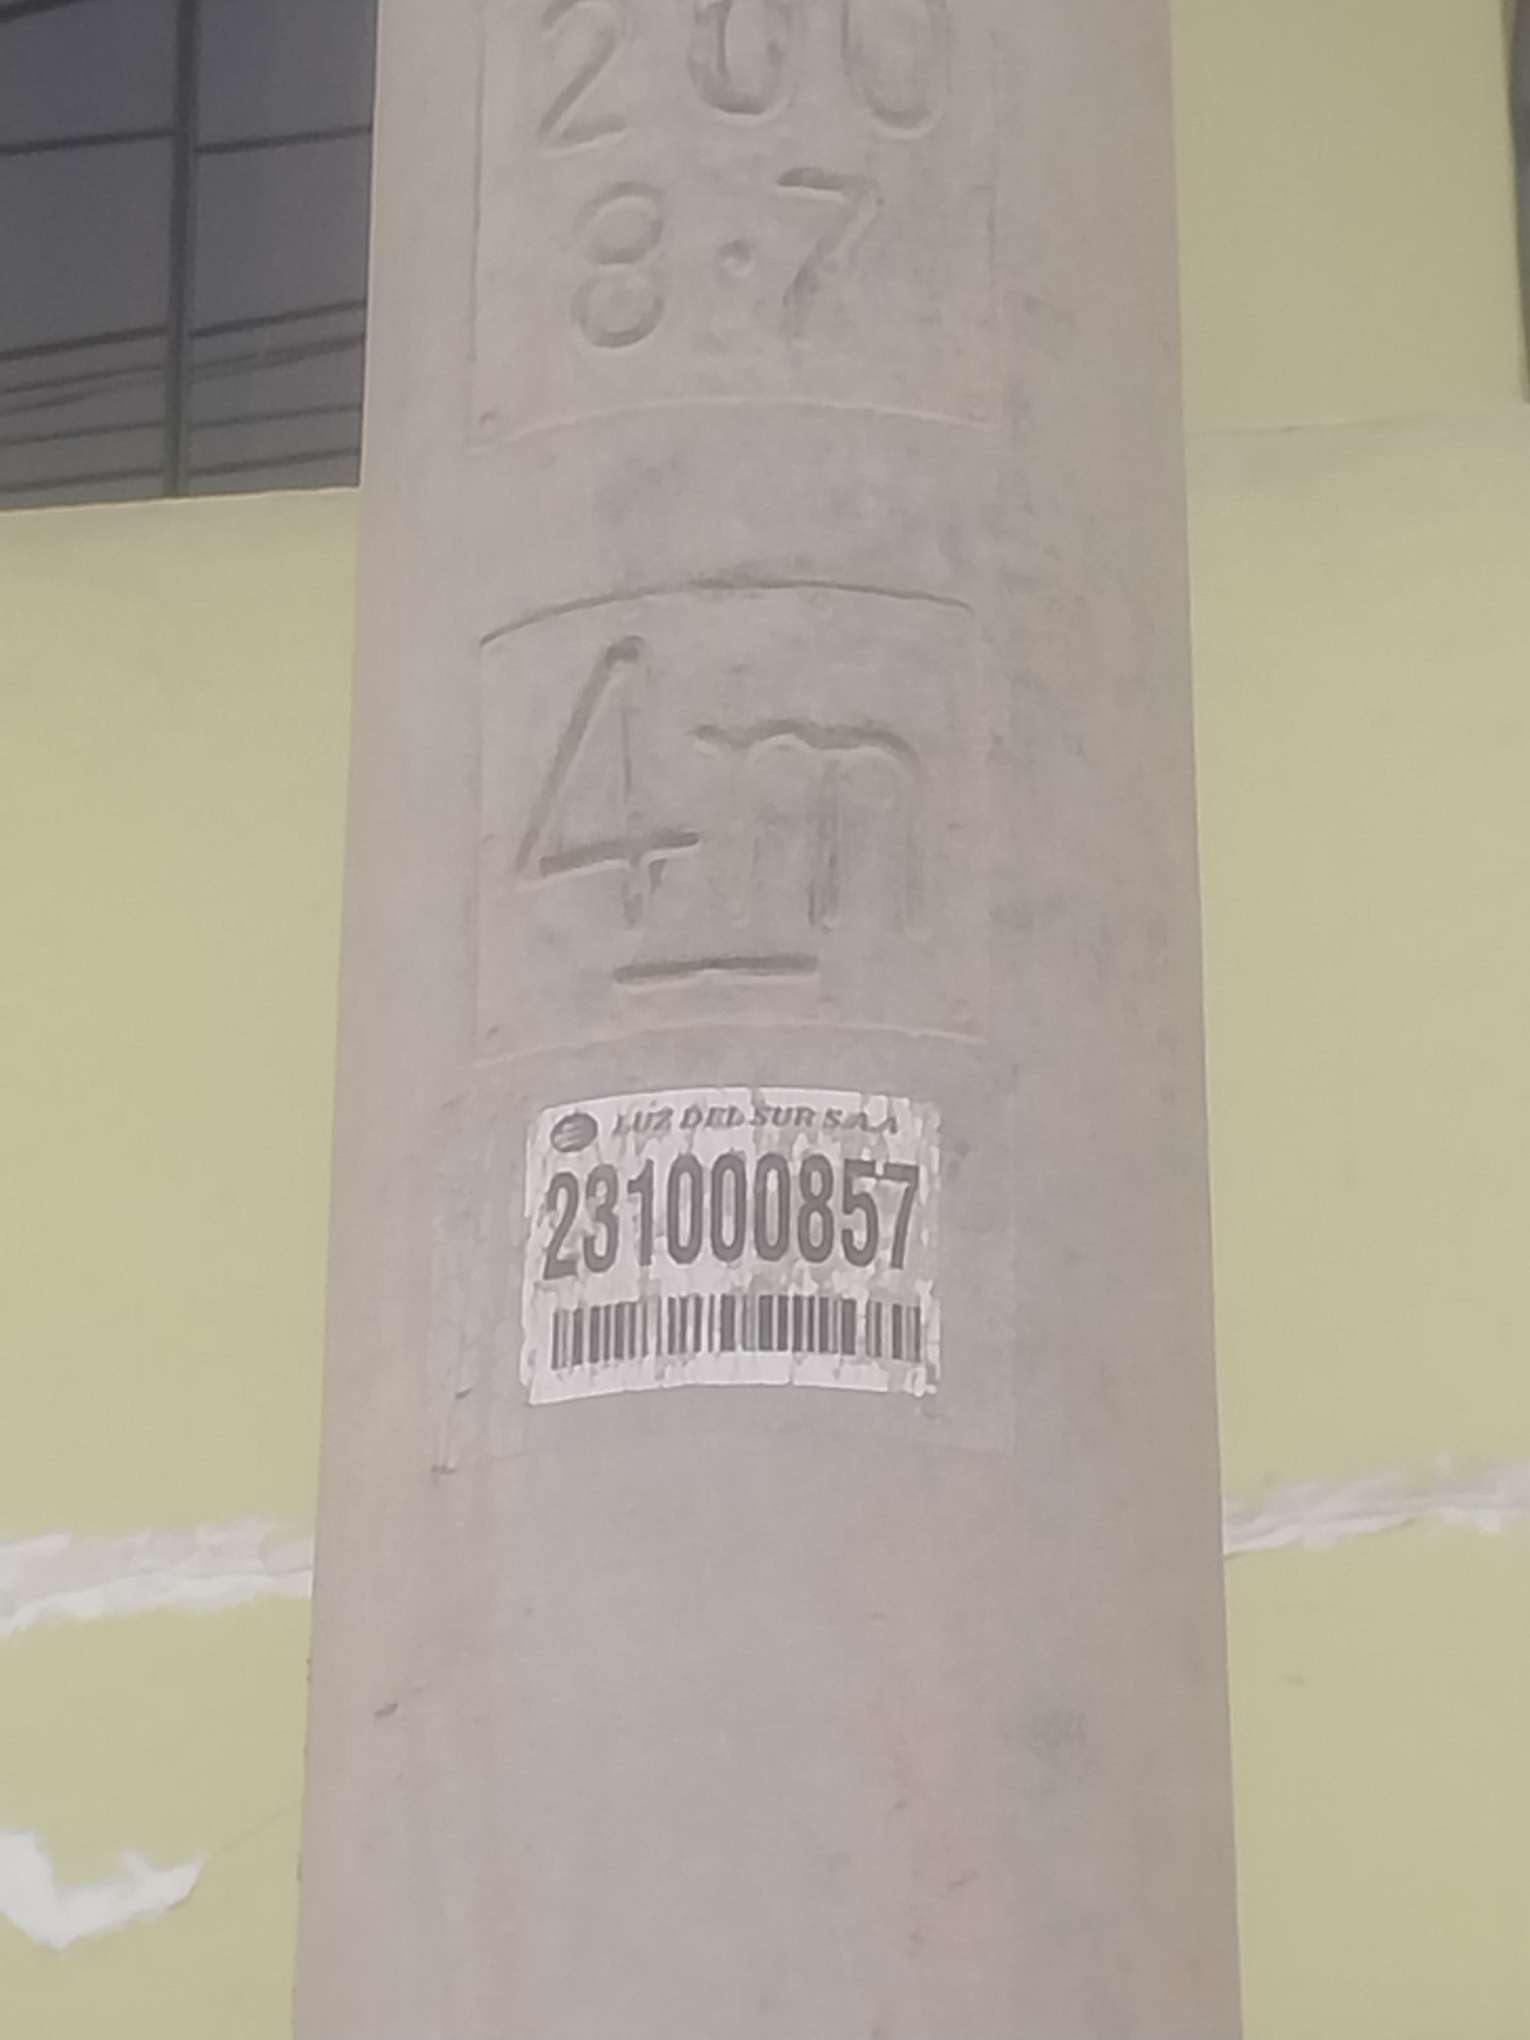 200
8.7
4m
LUZ DEL SUR S.A.A
231000857